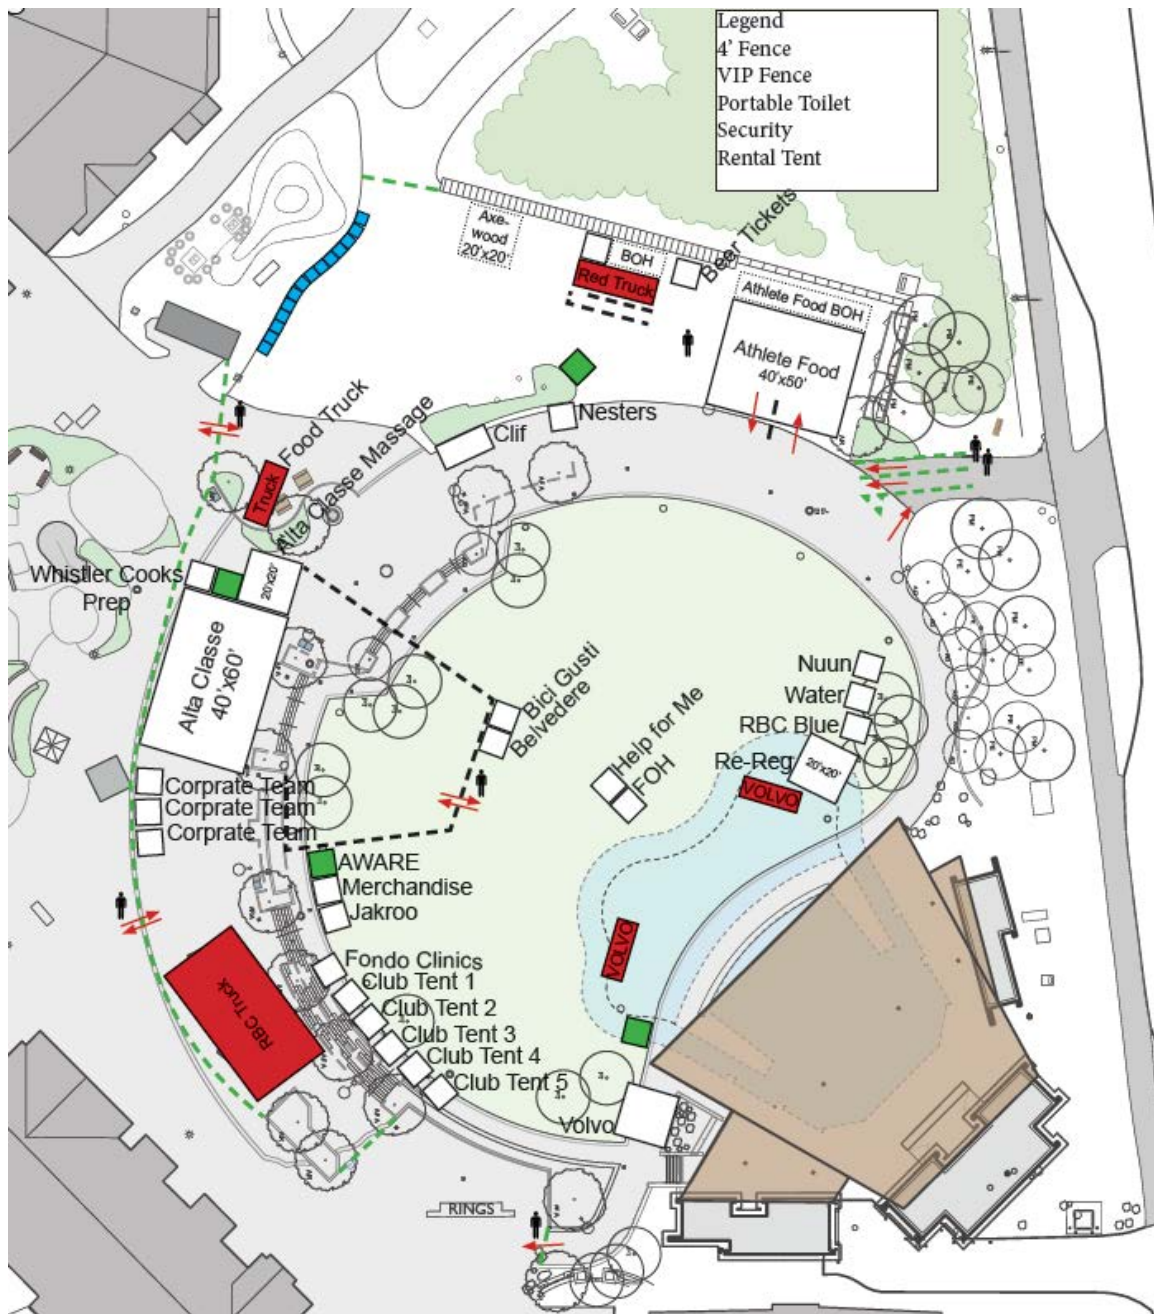 Legend
4' Fence
VIP Fence
Portable Toilet
Security
Rental Tent
Axe-
wood
20'x20'
BOH
Red Truck
Beer Tickets
Athlete Food BOH
Athlete Food
40'x50'
Nesters
Clif
Food Truck
Truck
Alta Classe Massage
20'x20'
Whistler Cooks
Prep
Alta Classe
40'x60'
Bici Gusti
Belvedere
Help for Me
FOH
Nuun
Water
RBC Blue
Re-Reg
20'x20'
VOLVO
Corprate Team
Corprate Team
Corprate Team
AWARE
Merchandise
Jakroo
VOLVO
Fondo Clinics
Club Tent 1
Club Tent 2
Club Tent 3
Club Tent 4
Club Tent 5
RBC Truck
Volvo
RINGS